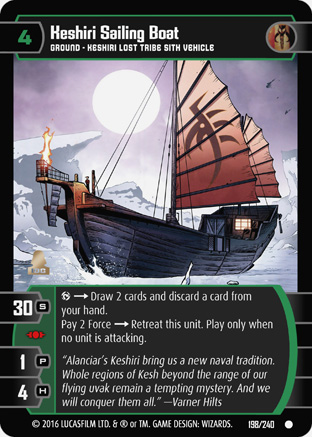 4
Keshiri Sailing Boat
GROUND - KESHIRI LOST TRIBE SITH VEHICLE
30 S
→ Draw 2 cards and discard a card from
your hand.
Pay 2 Force → Retreat this unit. Play only when
no unit is attacking.
1 P
4 H
"Alanciar's Keshiri bring us a new naval tradition.
Whole regions of Kesh beyond the range of our
flying uvak remain a tempting mystery. And we
will conquer them all." —Varner Hilts
© 2016 LUCASFILM LTD. & ® or TM. GAME DESIGN: WIZARDS.
198/240